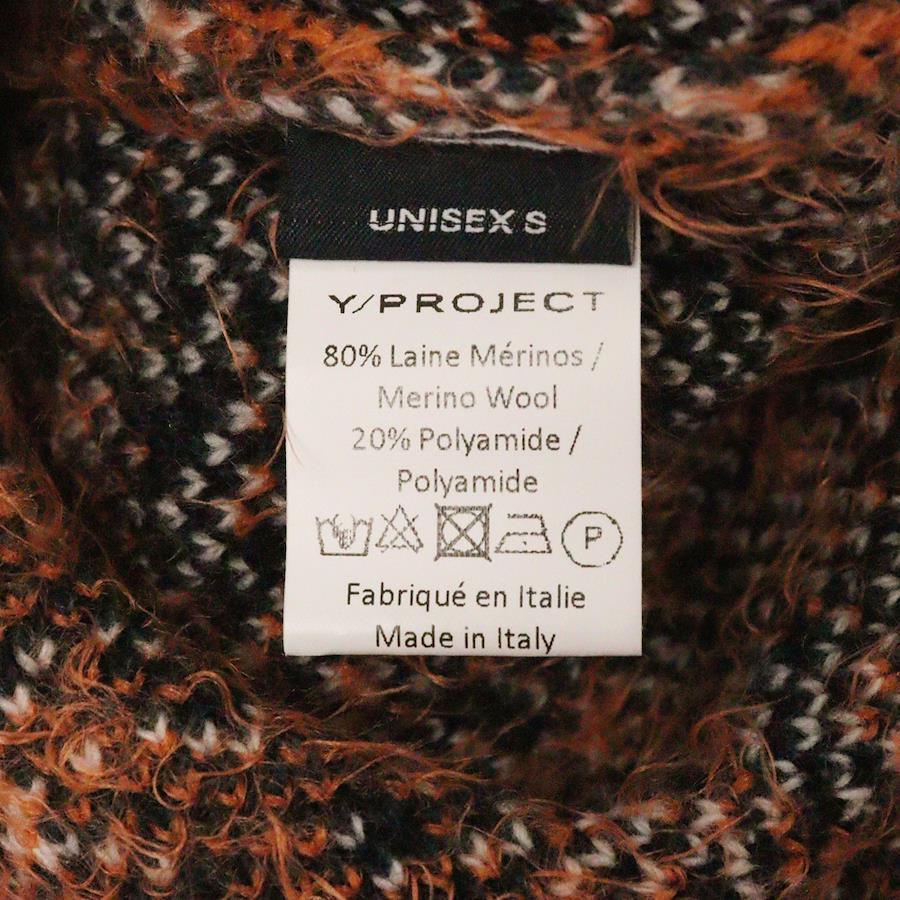 UNISEX S
Y/PROJECT
80% Laine Mérinos /
Merino Wool
20% Polyamide /
Polyamide
P
Fabriqué en Italie
Made in Italy